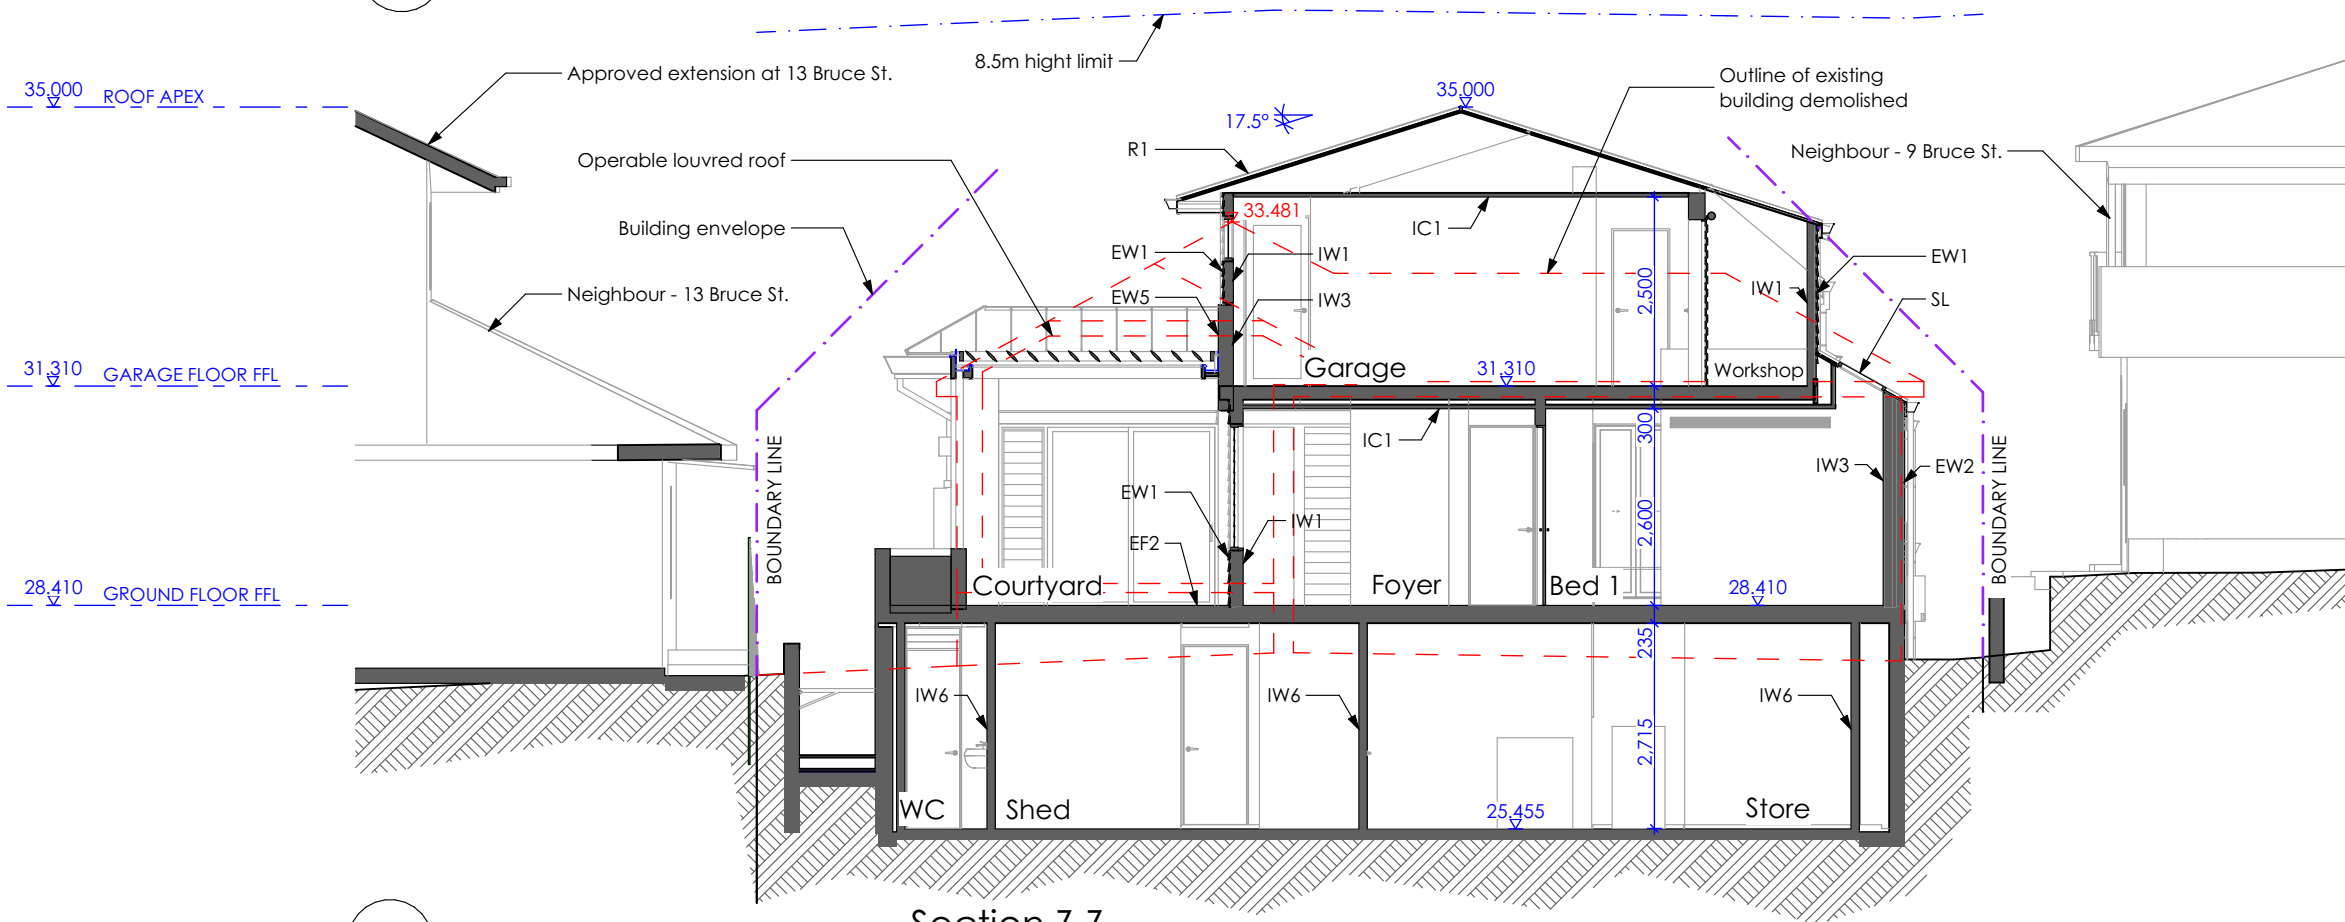 8.5m hight limit
Approved extension at 13 Bruce St.
Outline of existing
building demolished
35.000 ROOF APEX
35.000
17.5°
R1
Neighbour - 9 Bruce St.
Operable louvred roof
33.481
IC1
Building envelope
EW1
IW1
EW1
2,500
IW1
Neighbour - 13 Bruce St.
EW5
IW3
SL
31.310 GARAGE FLOOR FFL
Garage
31.310
Workshop
IC1
300
BOUNDARY LINE
IW3
EW2
BOUNDARY LINE
EW1
IW1
2,600
EF2
28.410 GROUND FLOOR FFL
Courtyard
Foyer
Bed 1
28.410
235
IW6
IW6
IW6
2,715
WC
Shed
25.455
Store
Section 7-7